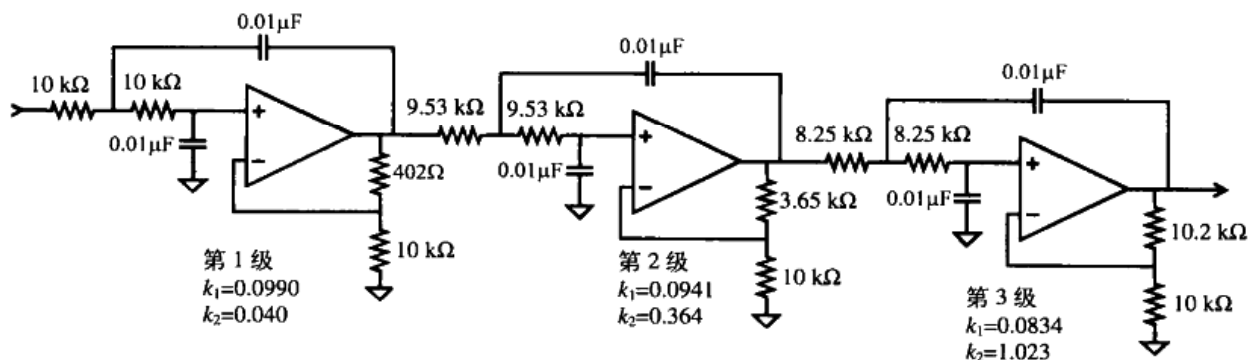 0.01μF
10 kΩ
10 kΩ
0.01μF
+
−
402Ω
10 kΩ
第 1 级
k₁=0.0990
k₂=0.040
0.01μF
9.53 kΩ
9.53 kΩ
0.01μF
+
−
3.65 kΩ
10 kΩ
第 2 级
k₁=0.0941
k₂=0.364
0.01μF
8.25 kΩ
8.25 kΩ
0.01μF
+
−
10.2 kΩ
10 kΩ
第 3 级
k₁=0.0834
k₂=1.023